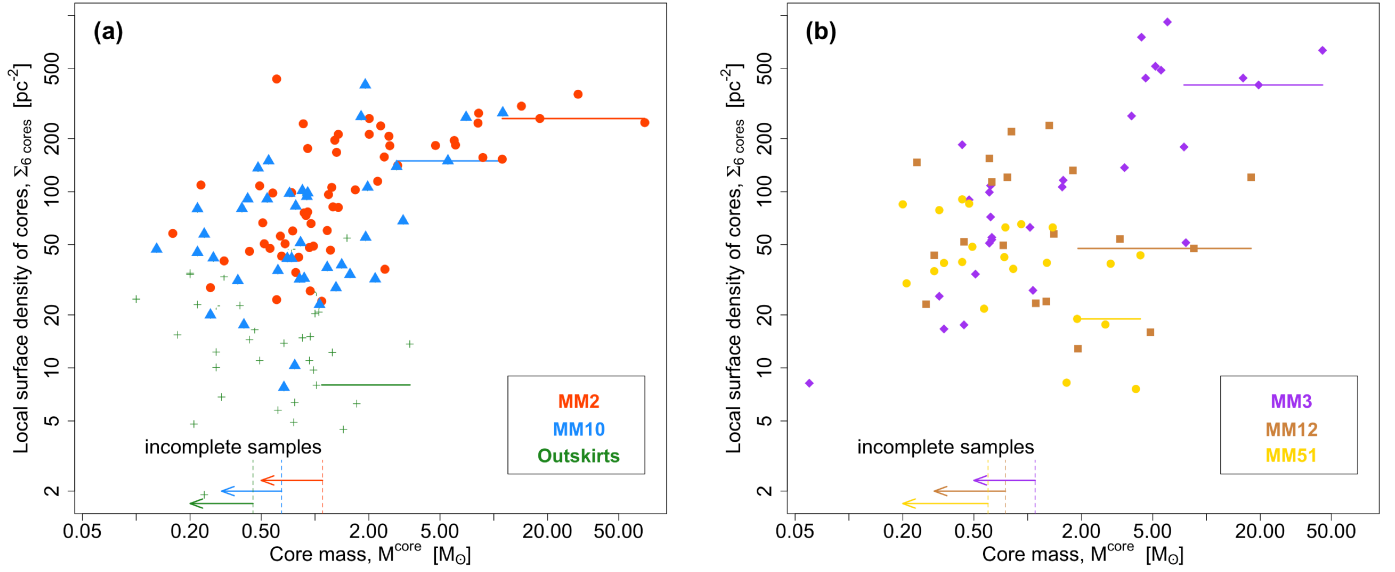 (a)
Local surface density of cores, Σ6 cores [pc-2]
500
200
100
50
20
10
5
2
incomplete samples
MM2
MM10
Outskirts
0.05 0.20 0.50 2.00 5.00 20.00 50.00
Core mass, Mcore [M⊙]
(b)
Local surface density of cores, Σ6 cores [pc-2]
500
200
100
50
20
10
5
2
incomplete samples
MM3
MM12
MM51
0.05 0.20 0.50 2.00 5.00 20.00 50.00
Core mass, Mcore [M⊙]